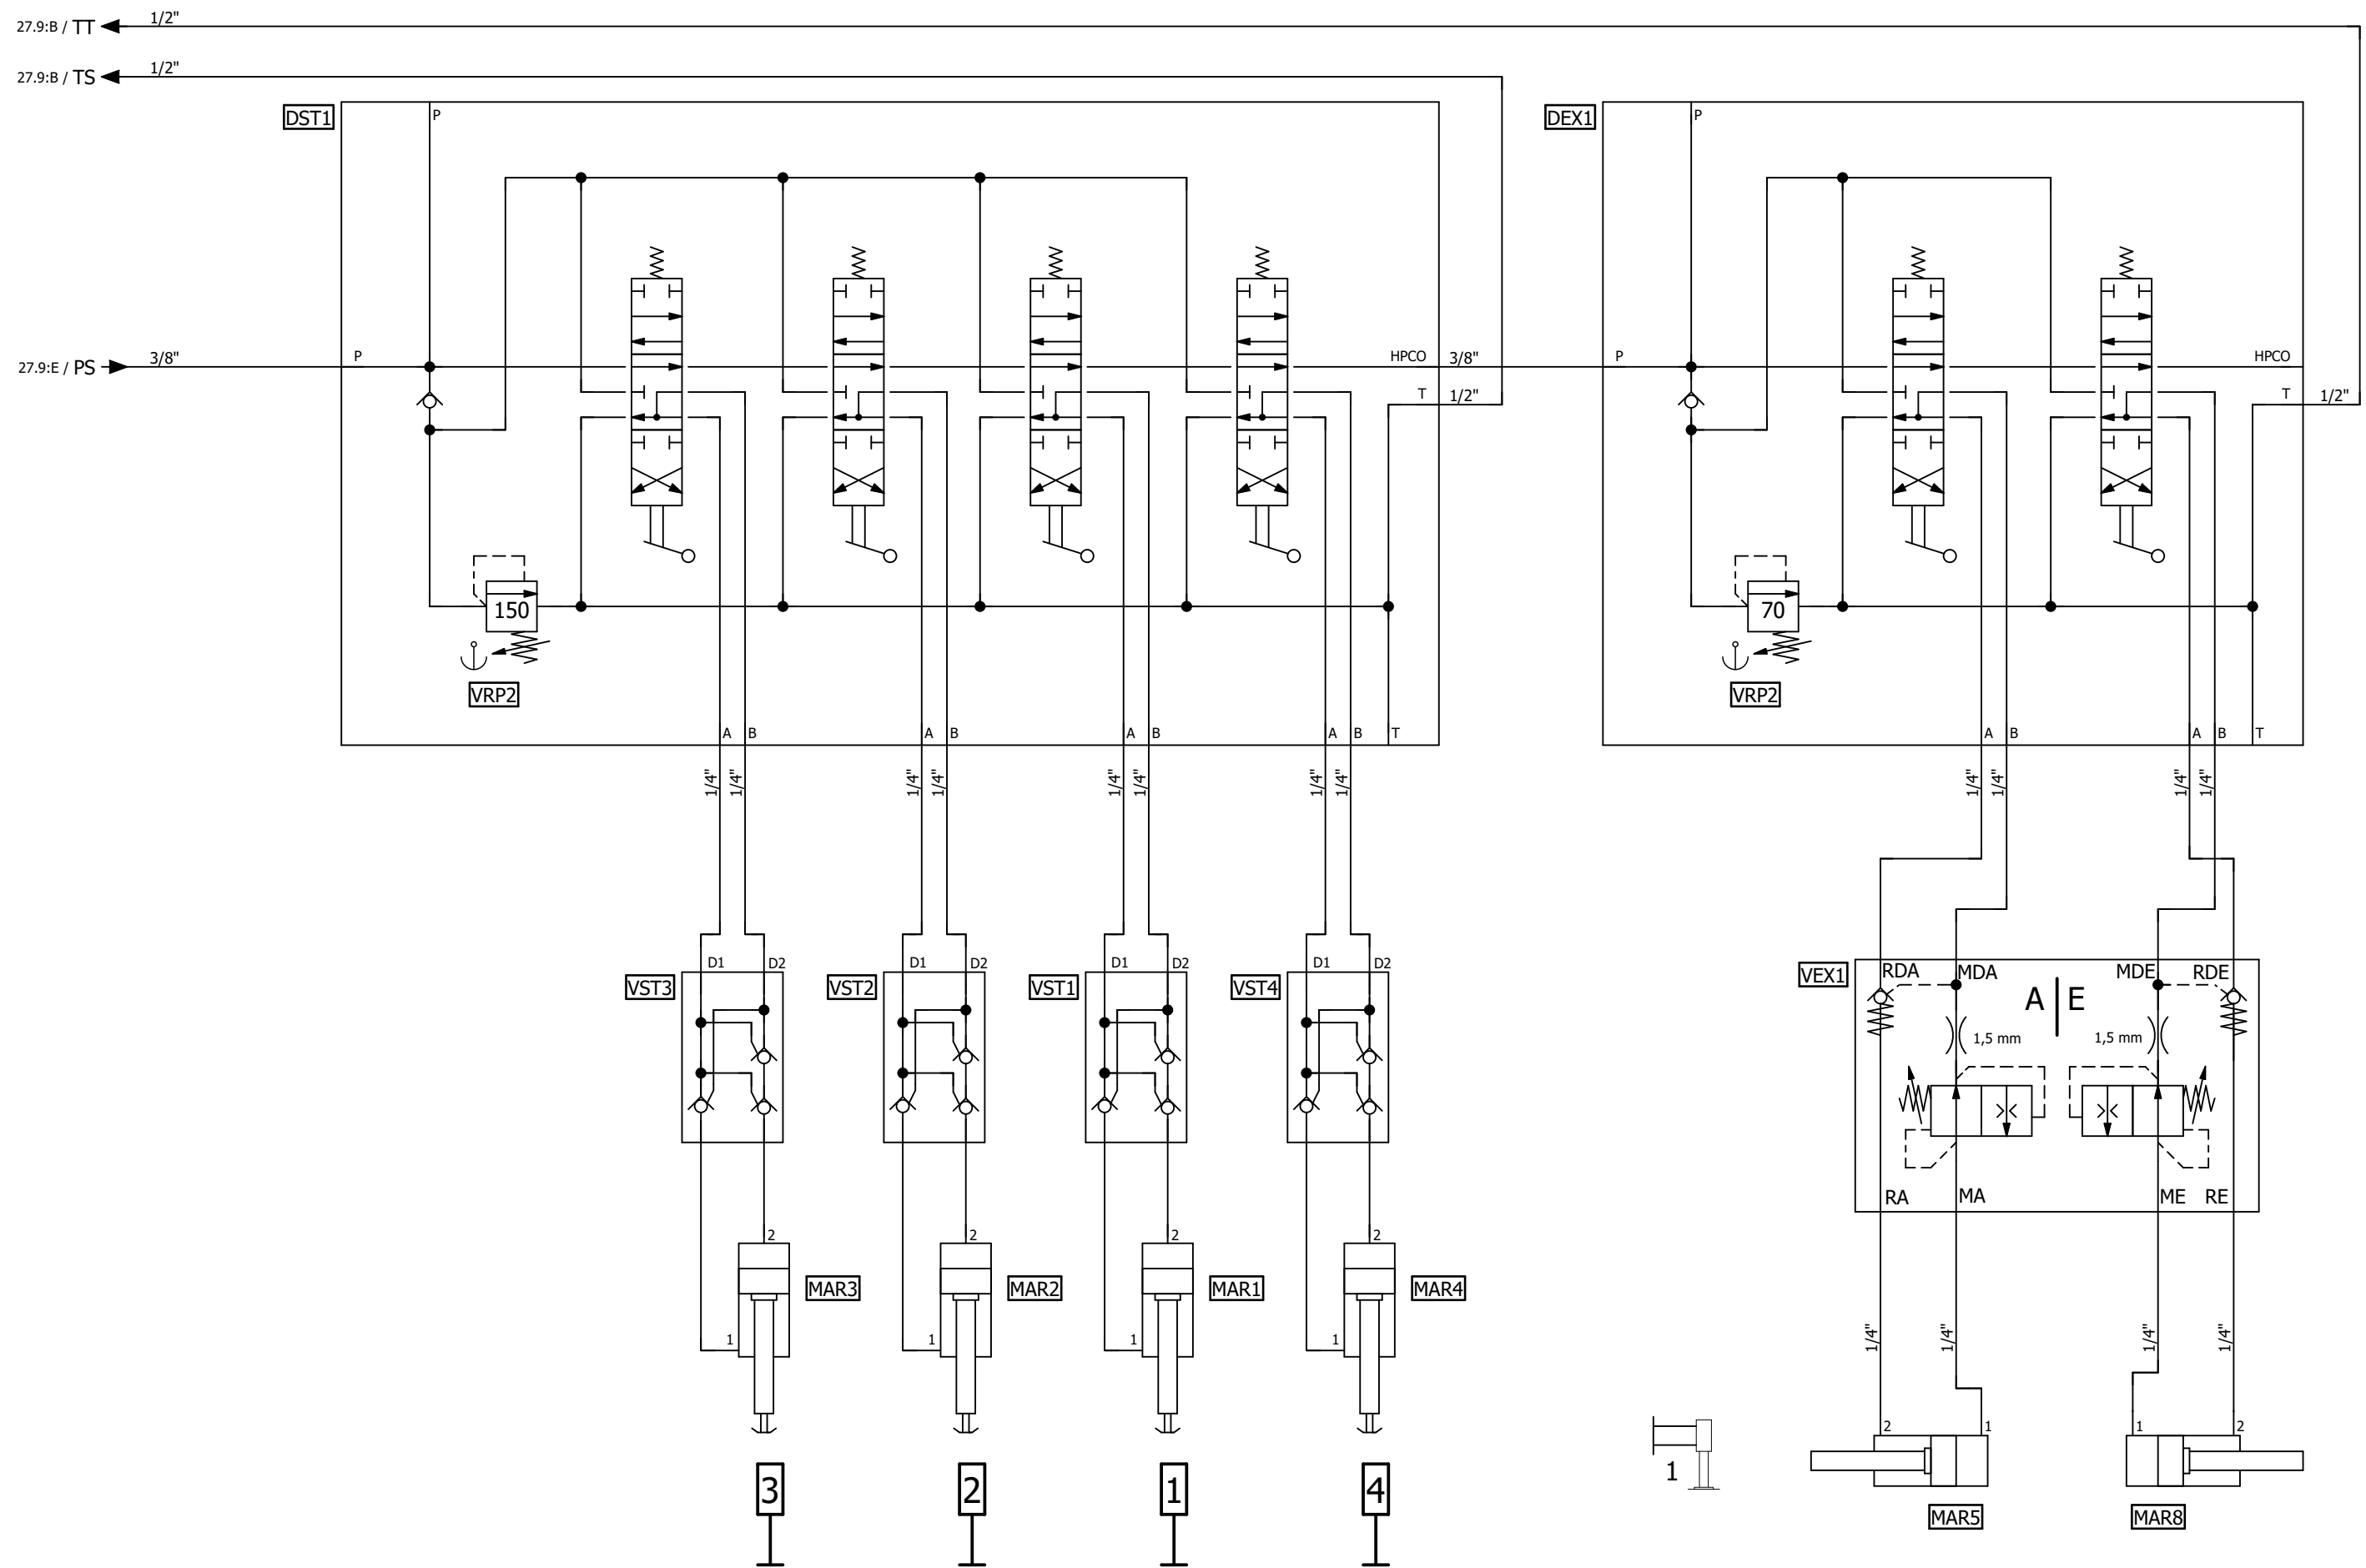 27.9:B / TT 1/2"
27.9:B / TS 1/2"
DST1
P
DEX1
P
27.9:E / PS 3/8"
P
HPCO 3/8"
T 1/2"
P
HPCO
T 1/2"
150
VRP2
70
VRP2
A B
A B
A B
A B
T
A B
A B
T
1/4" 1/4"
1/4" 1/4"
1/4" 1/4"
1/4" 1/4"
1/4" 1/4"
1/4" 1/4"
VST3
D1 D2
VST2
D1 D2
VST1
D1 D2
VST4
D1 D2
VEX1
RDA MDA MDE RDE
A E
1,5 mm 1,5 mm
RA MA ME RE
2
MAR3
1
2
MAR2
1
2
MAR1
1
2
MAR4
1
1/4" 1/4" 1/4" 1/4"
2 1
1 2
3
2
1
4
1
MAR5
MAR8